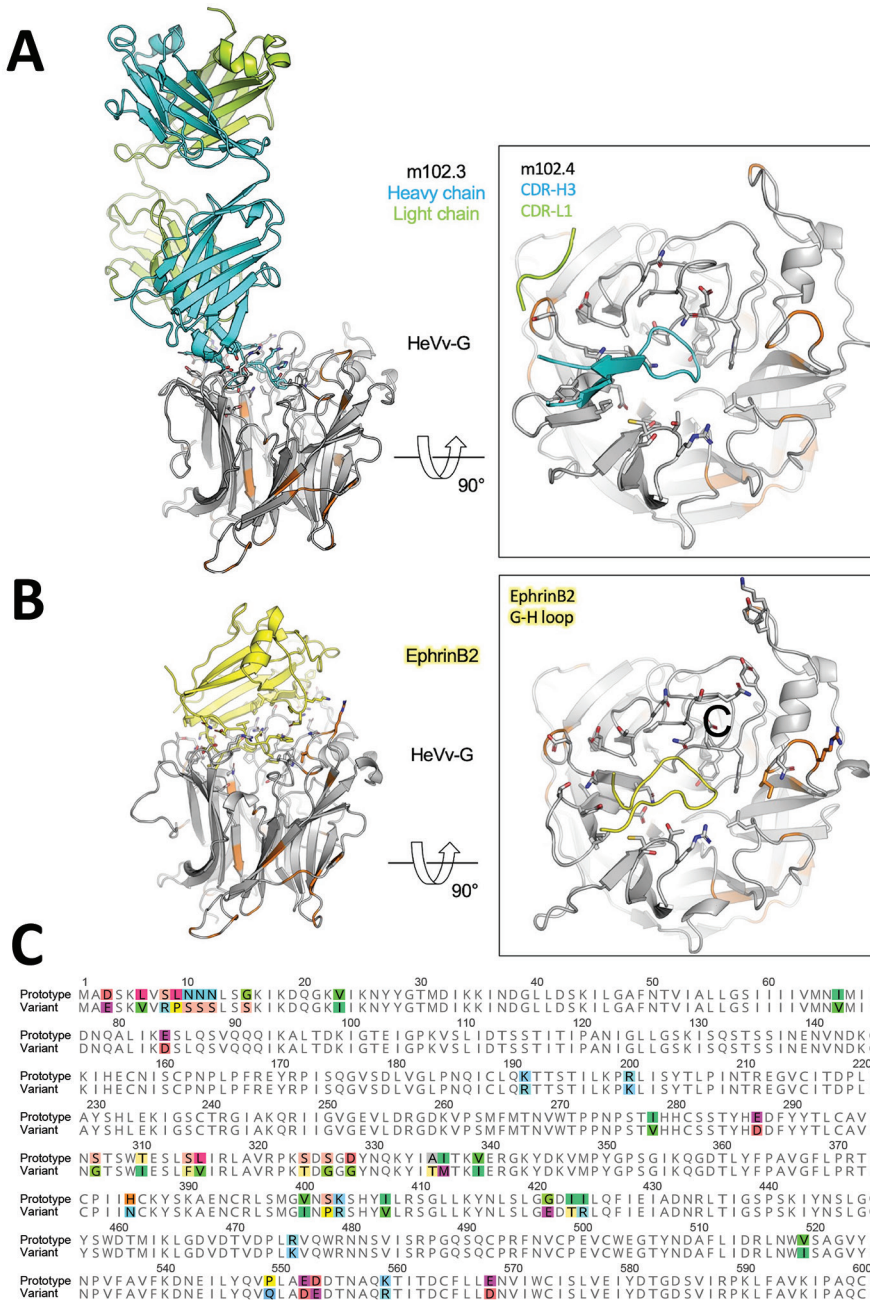 A
m102.3
Heavy chain
Light chain
m102.4
CDR-H3
CDR-L1
HeVv-G
90°
B
EphrinB2
EphrinB2
G-H loop
C
HeVv-G
90°
C
1 10 20 30 40 50 60
Prototype MADSKLVSLNNNLSGKIKDQGKVIKNYYGTMDIKKINDGLLDSKILGAFNTVIALLGSIIIIVMNIMI
Variant MAESKVVRPSSSLSSKIKDQGKIIKNYYGTMDIKKINDGLLDSKILGAFNTVIALLGSIIIIVMNVMI
80 90 100 110 120 130 140
Prototype DNQALIKESLQSVQQQIKALTDKIGTEIGPKVSLIDTSSTITIPANIGLLGSKISQSTSSINENVNDK
Variant DNQALIKDSLQSVQQQIKALTDKIGTEIGPKVSLIDTSSTITIPANIGLLGSKISQSTSSINENVNDK
160 170 180 190 200 210 220
Prototype KIHECNISCPNPLPFREYRPISQGVSDLVGLPNQICLQKTTSTILKPRLISYTLPINTREGVCITDPL
Variant KIHECNISCPNPLPFREYRPISQGVSDLVGLPNQICLQRTTSTILKPKLISYTLPINTREGVCITDPL
230 240 250 260 270 280 290
Prototype AYSHLEKIGSCTRGIAKQRIIGVGEVLDRGDKVPSMFMTNVWTPPNPSTIHHCSSTYHEDFYYTLCAV
Variant AYSHLEKIGSCTRGIAKQRIIGVGEVLDRGDKVPSMFMTNVWTPPNPSTVHHCSSTYHDDFYYTLCAV
310 320 330 340 350 360 370
Prototype NSTSWTESLSLIRLAVRPKSDSGDYNQKYIAITKVERGKYDKVMPYGPSGIKQGDTLYFPAVGFLPRT
Variant NGTSWIESLFVIRLAVRPKTDGGGYNQKYITMTKIERGKYDKVMPYGPSGIKQGDTLYFPAVGFLPRT
390 400 410 420 430 440
Prototype CPIIHCKYSKAENCRLSMGVNSKSHYILRSGLLKYNLSLGGDIILQFIEIADNRLTIGSPSKIYNSLG
Variant CPIINCKYSKAENCRLSMGINPRSHYVLRSGLLKYNLSLGEDTRLQFIEIADNRLTIGSPSKIYNSLG
460 470 480 490 500 510 520
Prototype YSWDTMIKLGDVDTVDPLRVQWRNNSVISRPGQSQCPRFNVCPEVCWEGTYNDAFLIDRLNWVSAGVY
Variant YSWDTMIKLGDVDTVDPLKVQWRNNSVISRPGQSQCPRFNVCPEVCWEGTYNDAFLIDRLNWISAGVY
540 550 560 570 580 590 600
Prototype NPVFAVFKDNEILYQVPLAEDDTNAQKTITDCFLLENVIWCISLVEIYDTGDSVIRPKLFAVKIPAQC
Variant NPVFAVFKDNEILYQVQLADEDTNAQRTITDCFLLDNVIWCISLVEIYDTGDSVIRPKLFAVKIPAQC